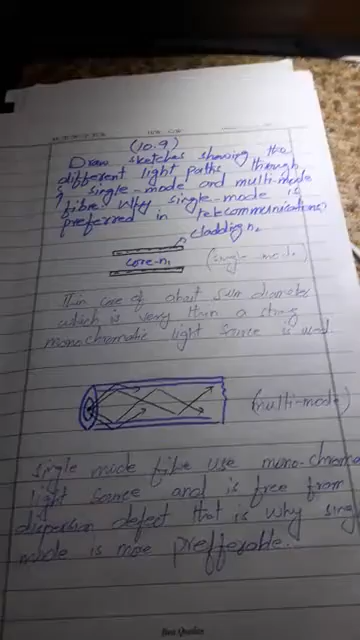 (10.9)
Draw sketches showing the
different light paths through
single-mode and multi-mode
fibre. Why single-mode is
preferred in telecommunications?
cladding n₂
core-n₁ (single-mode)
Thin core of about 5um diameter
which is very than a strong
monochromatic light source is used.
(multi-mode)
single mode fibre use mono-chrome
light source and is free from
dispersion defect that is why sing
mode is more prefferable.